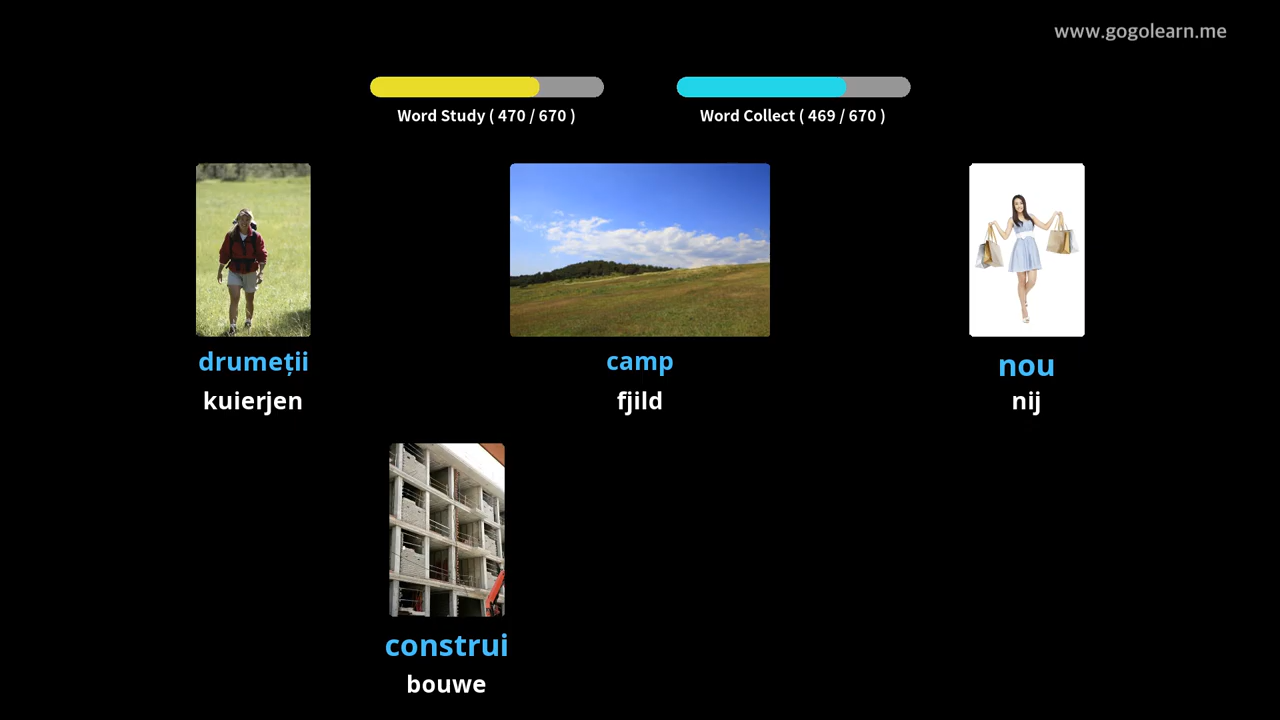 www.gogolearn.me
Word Study ( 470 / 670 )
Word Collect ( 469 / 670 )
drumeții
camp
nou
kuierjen
fjild
nij
construi
bouwe